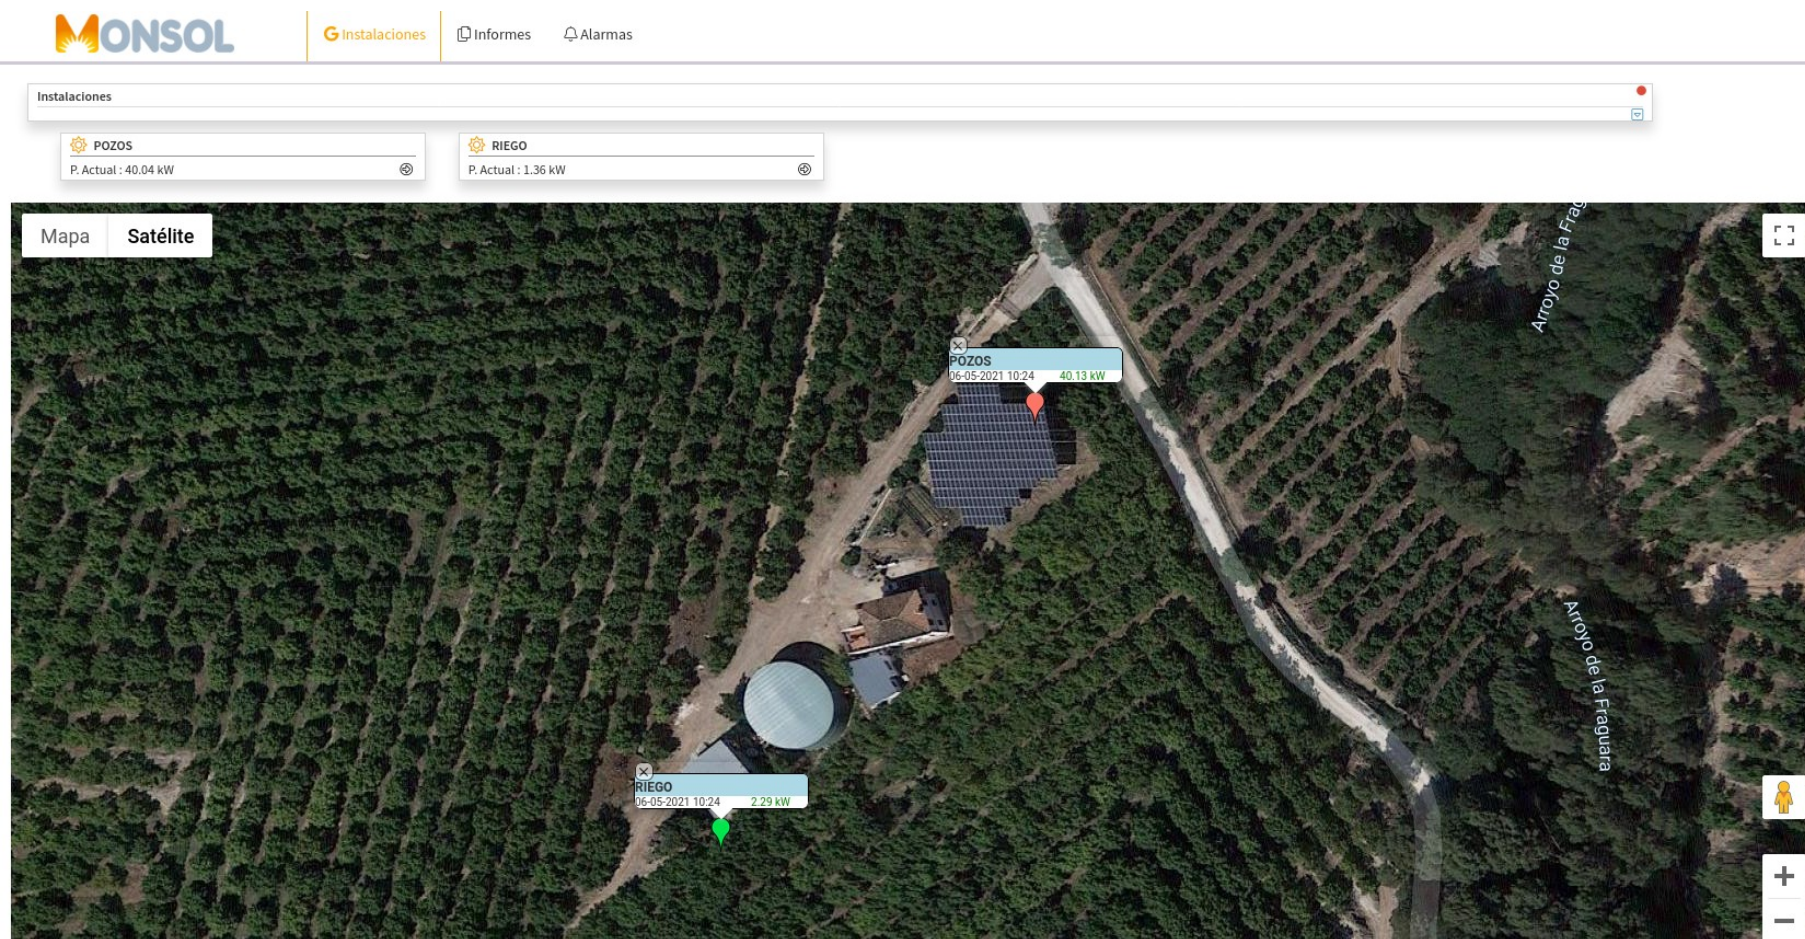 MONSOL
Instalaciones
Informes
Alarmas
Instalaciones
POZOS
P. Actual : 40.04 kW
RIEGO
P. Actual : 1.36 kW
Mapa
Satélite
Arroyo de la Frag
POZOS
06-05-2021 10:24 40.13 kW
Arroyo de la Fraguara
RIEGO
06-05-2021 10:24 2.29 kW